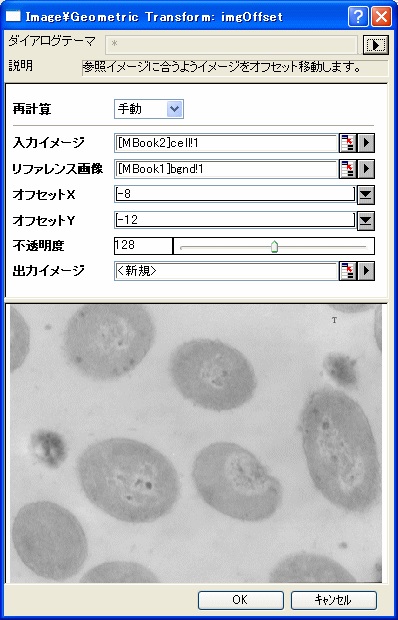 Image¥Geometric Transform: imgOffset
ダイアログテーマ *
説明 参照イメージに合うようイメージをオフセット移動します。
再計算 手動
入力イメージ [MBook2]cell!1
リファレンス画像 [MBook1]bgnd!1
オフセットX -8
オフセットY -12
不透明度 128
出力イメージ <新規>
T
OK キャンセル